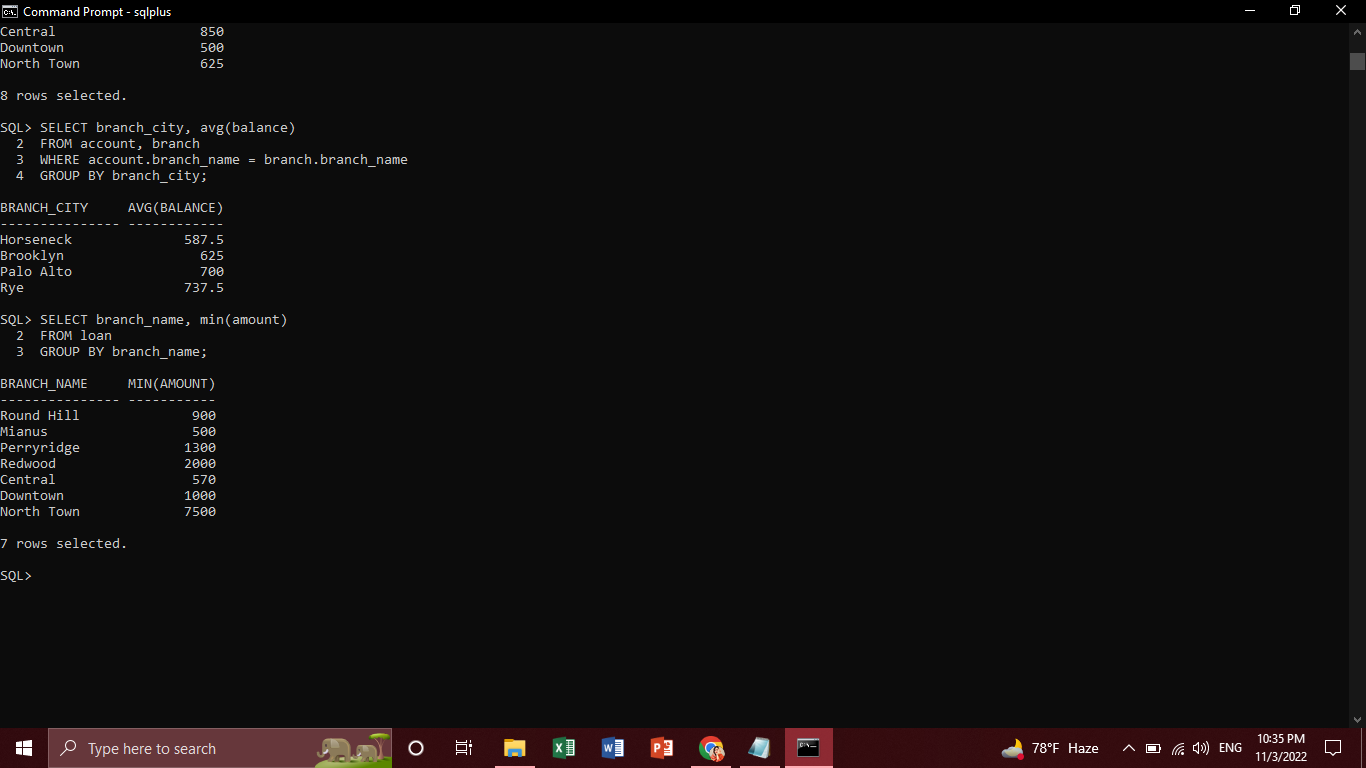 Command Prompt - sqlplus
Central                  850
Downtown                 500
North Town               625
8 rows selected.
SQL> SELECT branch_city, avg(balance)
  2  FROM account, branch
  3  WHERE account.branch_name = branch.branch_name
  4  GROUP BY branch_city;
BRANCH_CITY     AVG(BALANCE)
--------------- ------------
Horseneck              587.5
Brooklyn                 625
Palo Alto                700
Rye                    737.5
SQL> SELECT branch_name, min(amount)
  2  FROM loan
  3  GROUP BY branch_name;
BRANCH_NAME     MIN(AMOUNT)
--------------- -----------
Round Hill              900
Mianus                  500
Perryridge             1300
Redwood                2000
Central                 570
Downtown               1000
North Town             7500
7 rows selected.
SQL>
Type here to search
78°F Haze
ENG
10:35 PM
11/3/2022